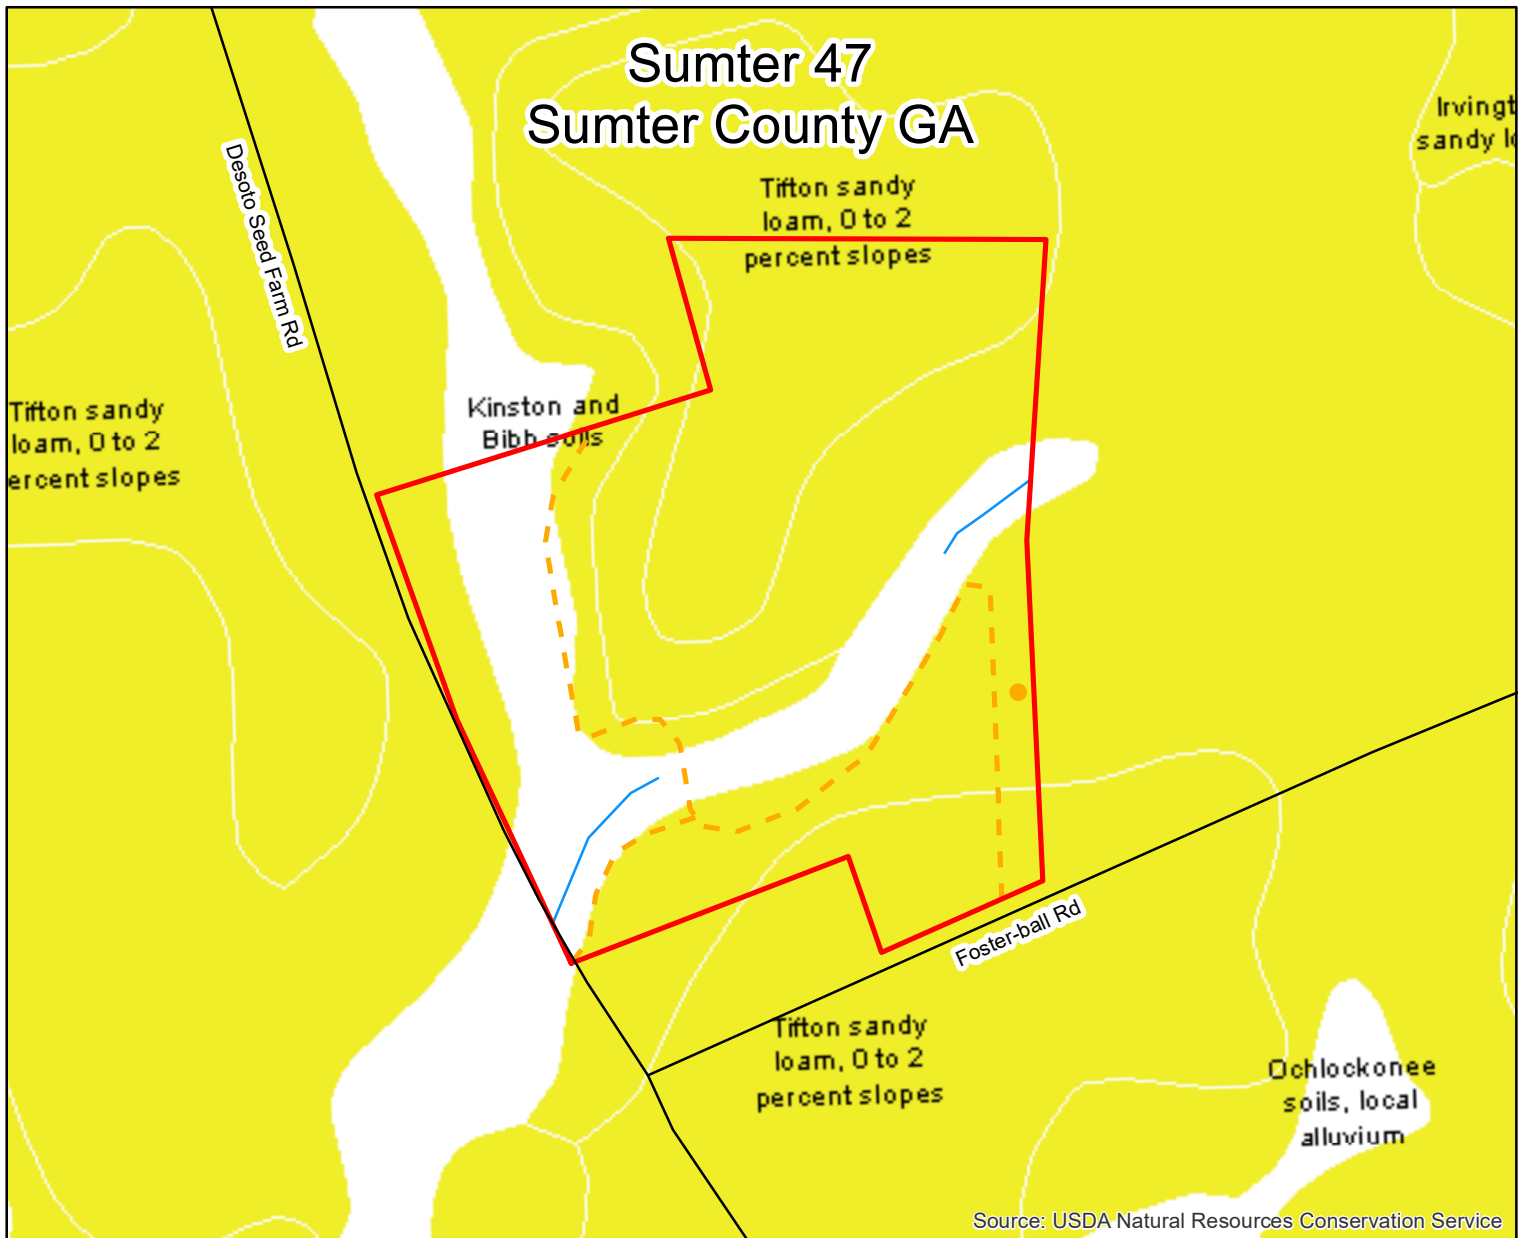 Sumter 47
Sumter County GA
Irvingt
sandy lo
Desoto Seed Farm Rd
Tifton sandy
loam, 0 to 2
percent slopes
Tifton sandy
loam, 0 to 2
ercent slopes
Kinston and
Bibb soils
Foster-ball Rd
Tifton sandy
loam, 0 to 2
percent slopes
Ochlockonee
soils, local
alluvium
Source: USDA Natural Resources Conservation Service